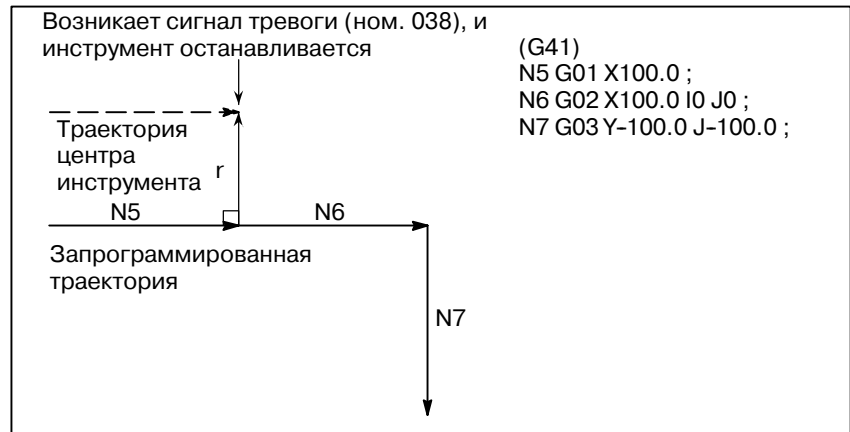 Возникает сигнал тревоги (ном. 038), и
инструмент останавливается
(G41)
N5 G01 X100.0 ;
N6 G02 X100.0 I0 J0 ;
N7 G03 Y-100.0 J-100.0 ;
Траектория
центра
инструмента
r
N5
N6
Запрограммированная
траектория
N7